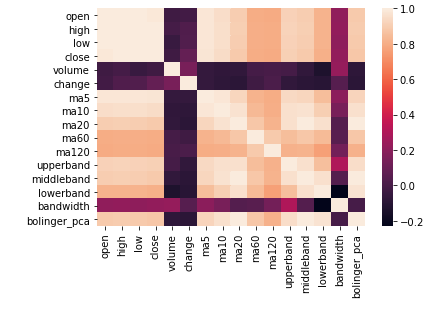 open
high
low
close
volume
change
ma5
ma10
ma20
ma60
ma120
upperband
middleband
lowerband
bandwidth
bolinger_pca
open
high
low
close
volume
change
ma5
ma10
ma20
ma60
ma120
upperband
middleband
lowerband
bandwidth
bolinger_pca
1.0
0.8
0.6
0.4
0.2
0.0
−0.2